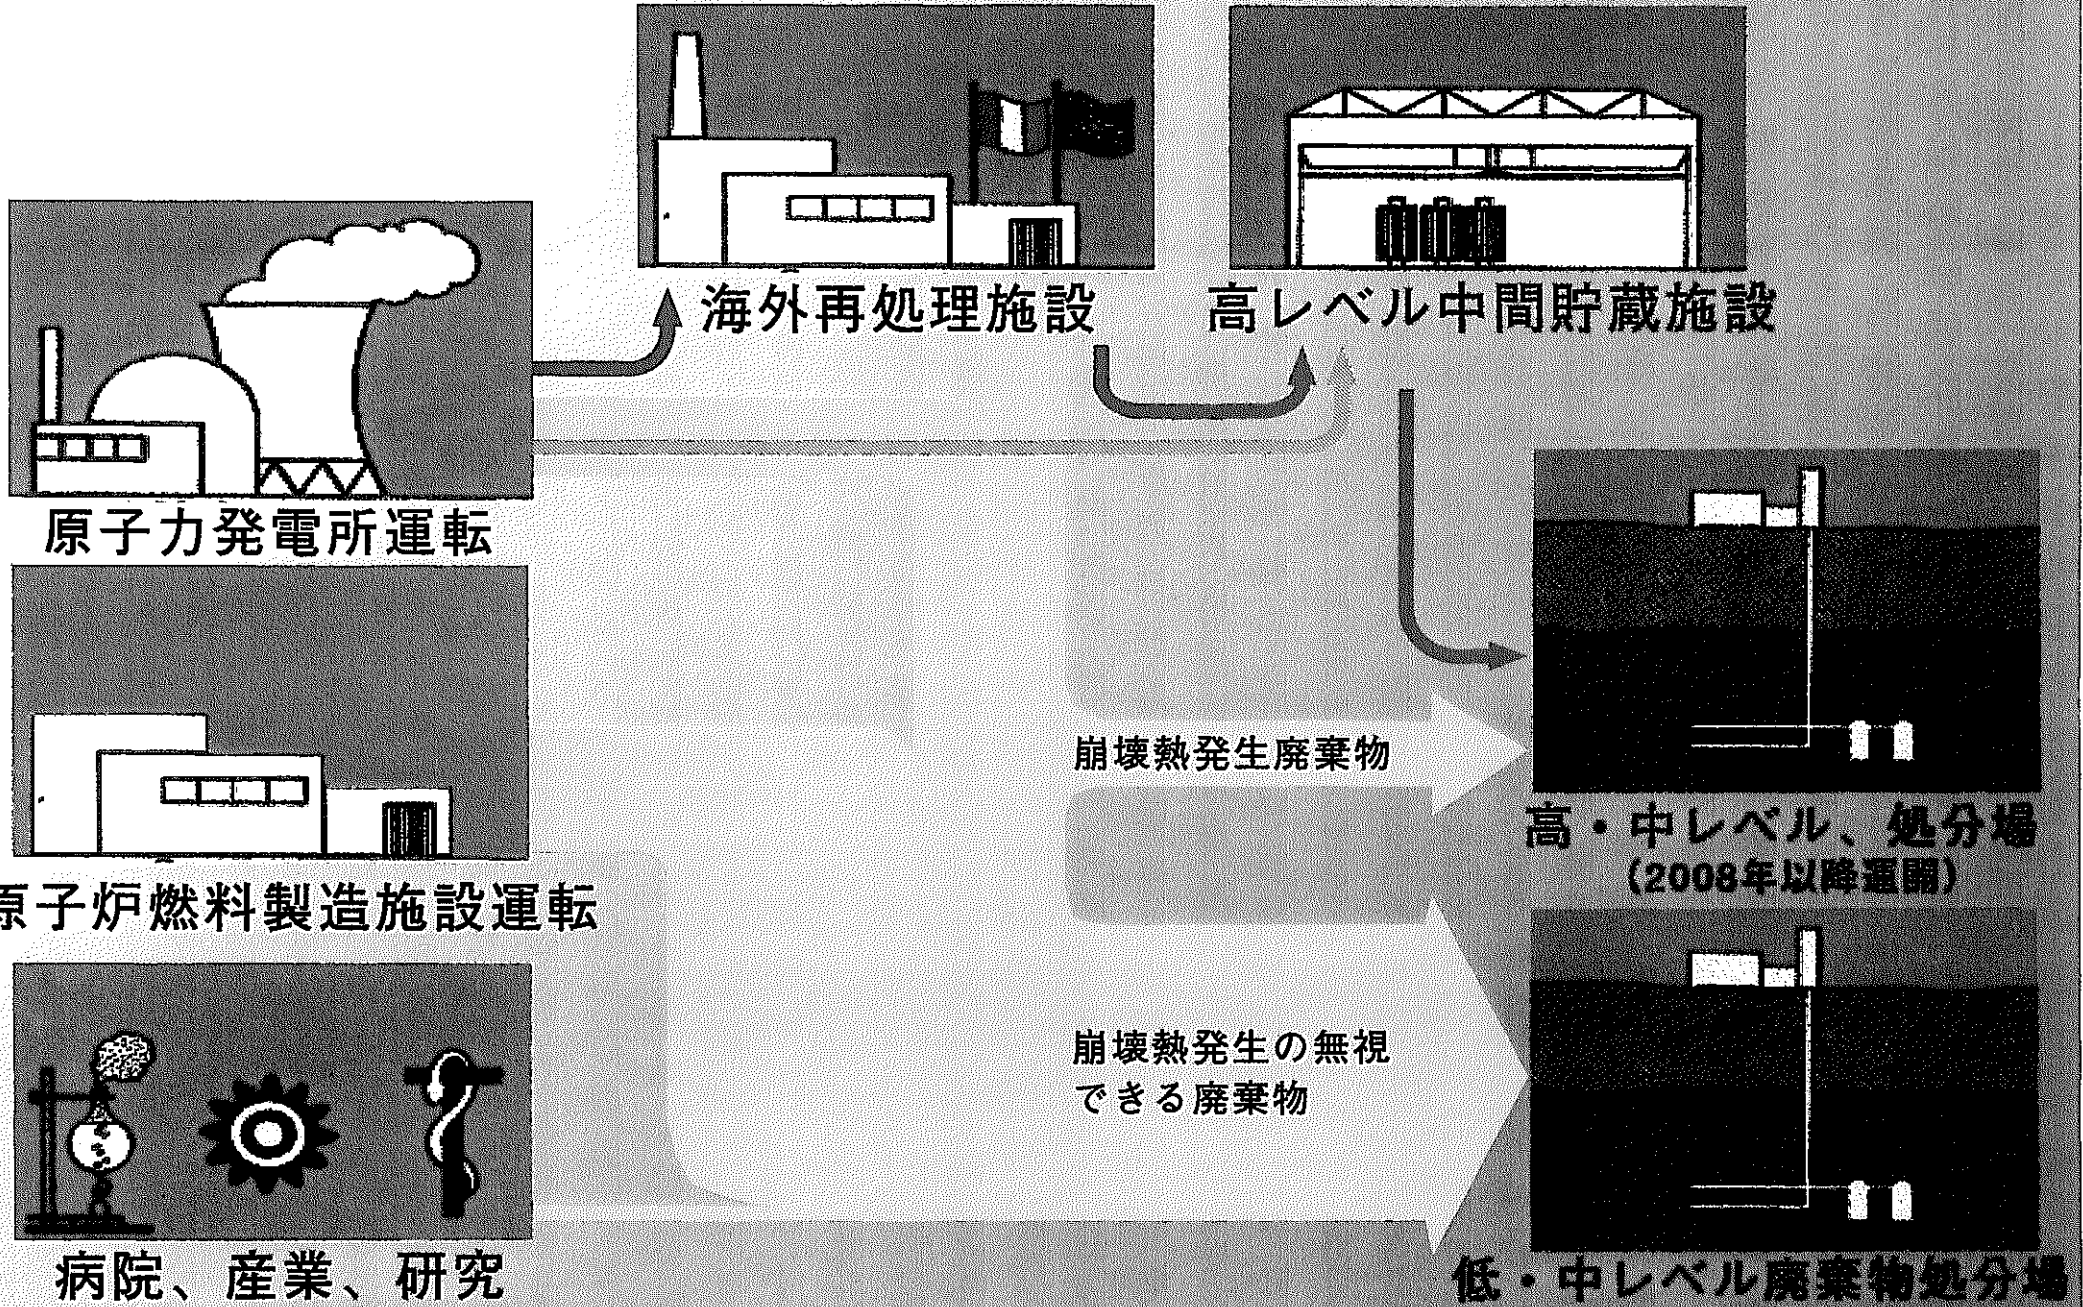 海外再処理施設
高レベル中間貯蔵施設
原子力発電所運転
原子炉燃料製造施設運転
崩壊熱発生廃棄物
高・中レベル、処分場
(2008年以降運開)
崩壊熱発生の無視
できる廃棄物
病院、産業、研究
低・中レベル廃棄物処分場